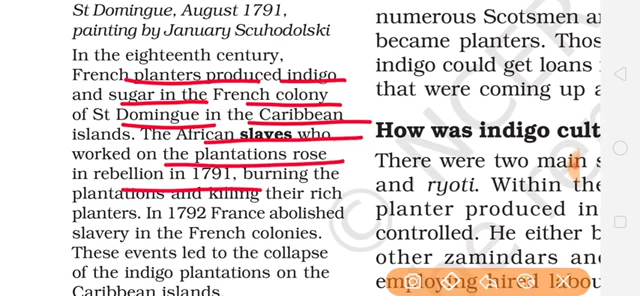 St Domingue, August 1791,
painting by January Scuhodolski
In the eighteenth century,
French planters produced indigo
and sugar in the French colony
of St Domingue in the Caribbean
islands. The African slaves who
worked on the plantations rose
in rebellion in 1791, burning the
plantations and killing their rich
planters. In 1792 France abolished
slavery in the French colonies.
These events led to the collapse
of the indigo plantations on the
Caribbean islands.
numerous Scotsmen
became planters. Thos
indigo could get loans
that were coming up
How was indigo cult
There were two main
and ryoti. Within the
planter produced in
controlled. He either b
other zamindars and
employing hired labou
© NCER